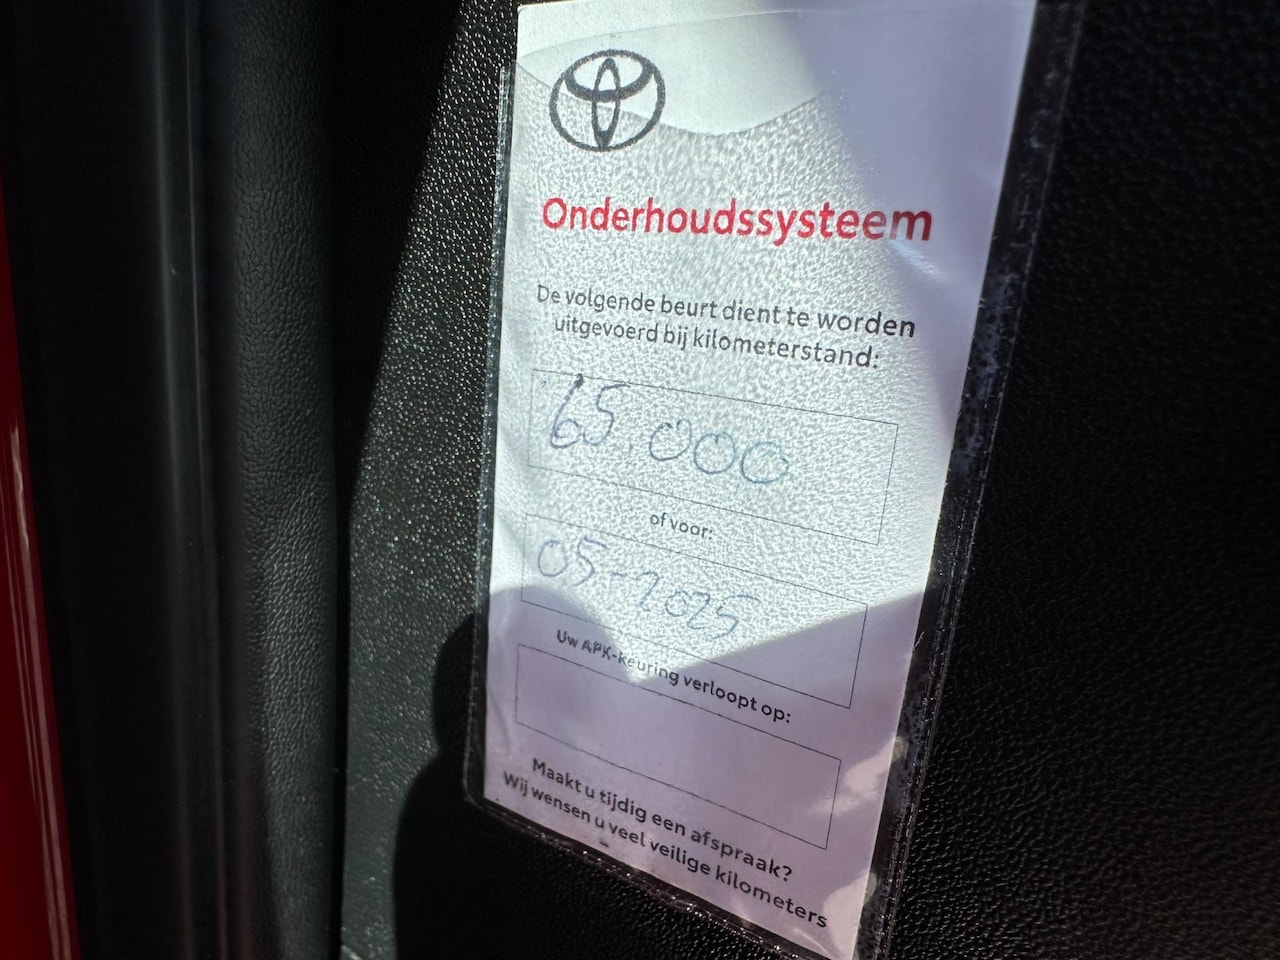 Onderhoudssysteem
De volgende beurt dient te worden
uitgevoerd bij kilometerstand:
65.000
of voor:
05-2025
Uw APK-keuring verloopt op:
Maakt u tijdig een afspraak?
Wij wensen u veel veilige kilometers